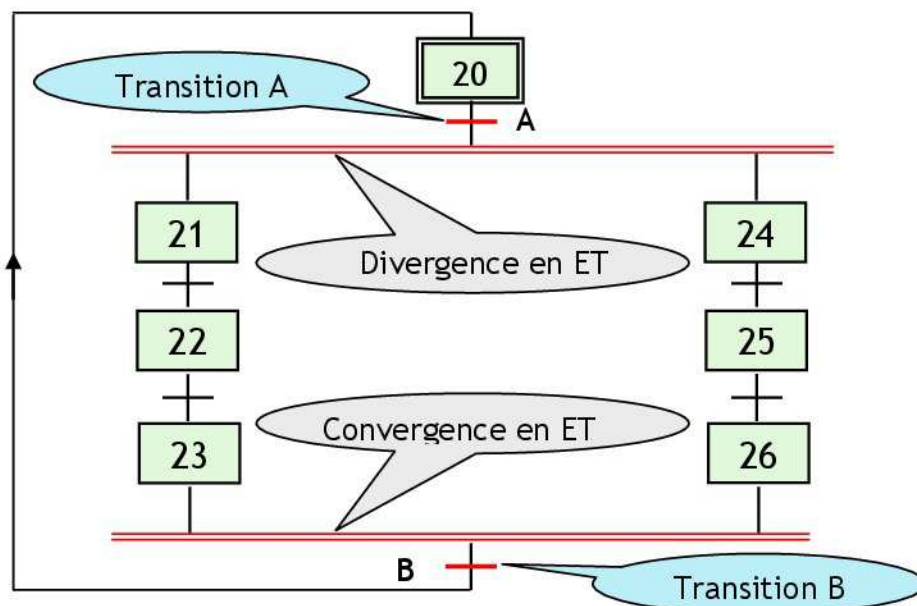 20
Transition A
A
21
24
Divergence en ET
22
25
Convergence en ET
23
26
B
Transition B